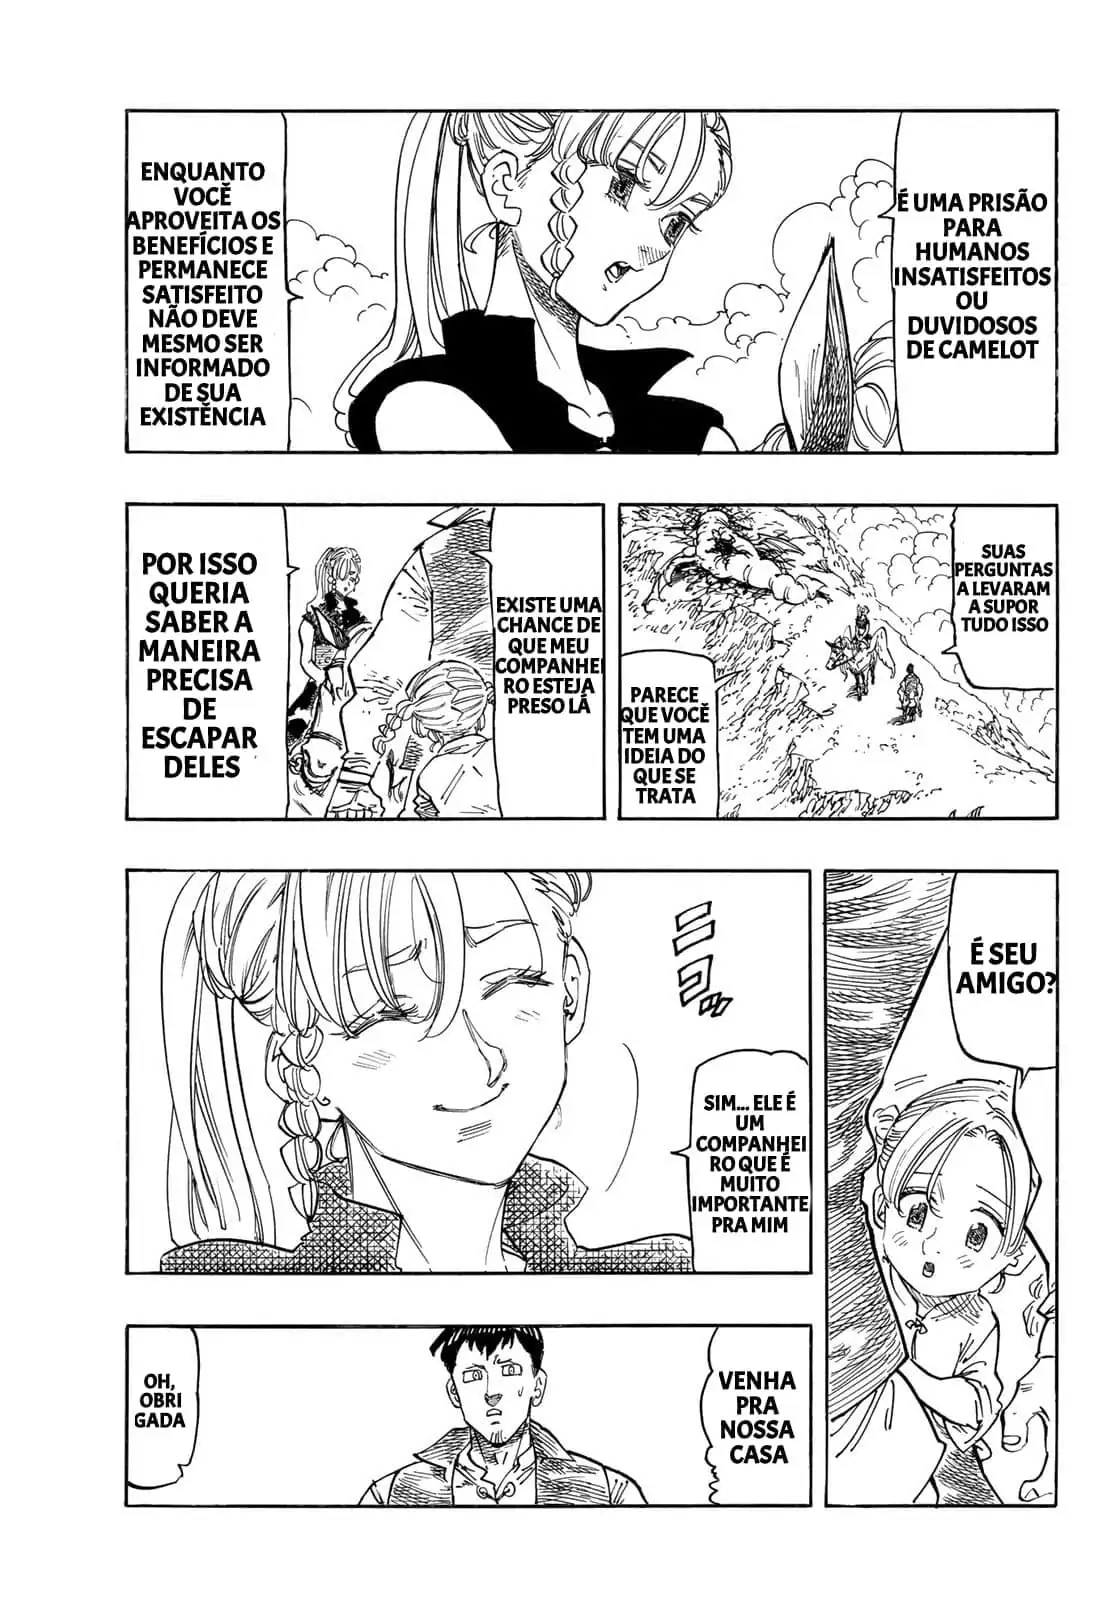 É UMA PRISÃO
PARA
HUMANOS
INSATISFEITOS
OU
DUVIDOSOS
DE CAMELOT
ENQUANTO
VOCÊ
APROVEITA OS
BENEFÍCIOS E
PERMANECE
SATISFEITO
NÃO DEVE
MESMO SER
INFORMADO
DE SUA
EXISTÊNCIA
SUAS
PERGUNTAS
A LEVARAM
A SUPOR
TUDO ISSO
PARECE
QUE VOCÊ
TEM UMA
IDEIA DO
QUE SE
TRATA
EXISTE UMA
CHANCE DE
QUE MEU
COMPANHEI
RO ESTEJA
PRESO LÁ
POR ISSO
QUERIA
SABER A
MANEIRA
PRECISA
DE
ESCAPAR
DELES
É SEU
AMIGO?
ニコッ
SIM... ELE É
UM
COMPANHEI
RO QUE É
MUITO
IMPORTANTE
PRA MIM
VENHA
PRA
NOSSA
CASA
OH,
OBRI
GADA